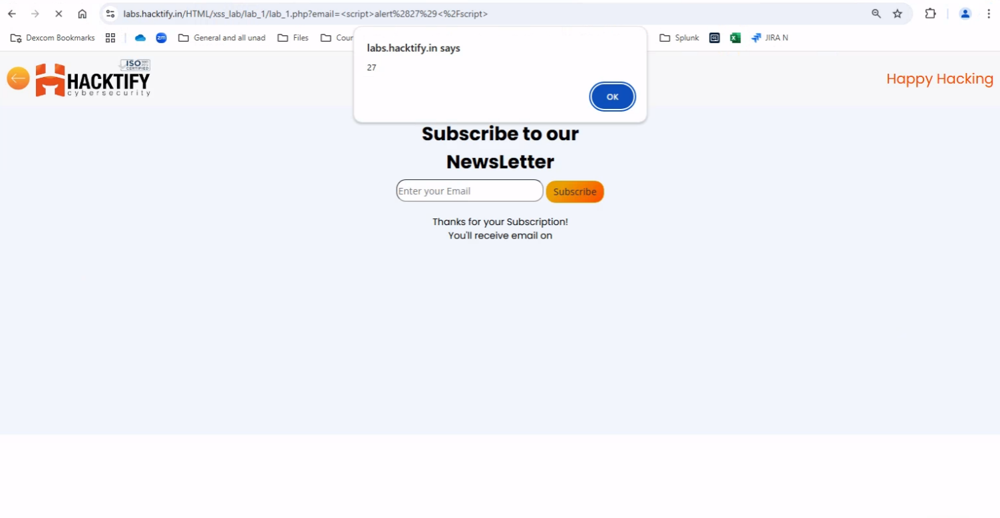 labs.hacktify.in/HTML/xss_lab/lab_1/lab_1.php?email=<script>alert%2827%29<%2Fscript>
Dexcom Bookmarks zm General and all unad Files Cour Splunk JIRA N
labs.hacktify.in says
27
OK
ISO
CERTIFIED
HACKTIFY
cybersecurity
Happy Hacking
Subscribe to our
NewsLetter
Enter your Email Subscribe
Thanks for your Subscription!
You'll receive email on